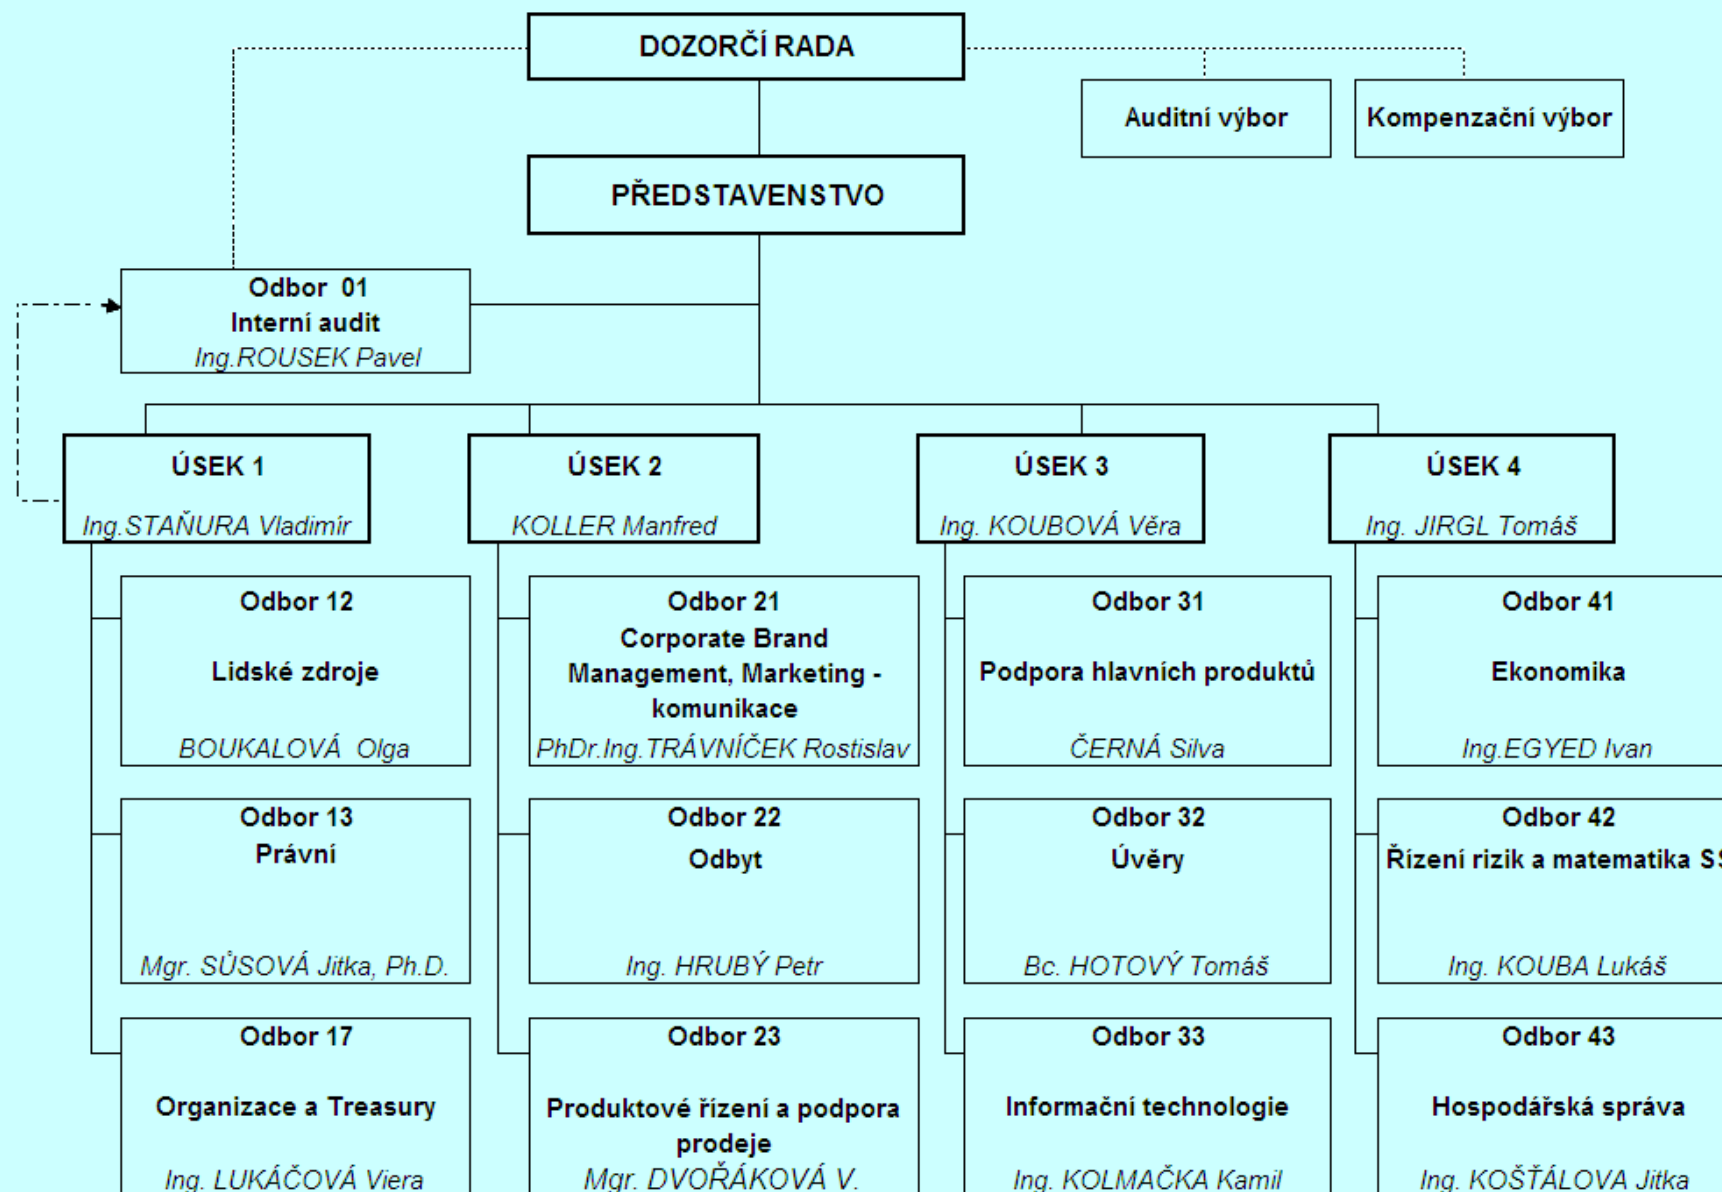 DOZORČÍ RADA
Auditní výbor
Kompenzační výbor
PŘEDSTAVENSTVO
Odbor 01
Interní audit
Ing.ROUSEK Pavel
ÚSEK 1
Ing.STAŇURA Vladimír
ÚSEK 2
KOLLER Manfred
ÚSEK 3
Ing. KOUBOVÁ Věra
ÚSEK 4
Ing. JIRGL Tomáš
Odbor 12
Lidské zdroje
BOUKALOVÁ Olga
Odbor 21
Corporate Brand
Management, Marketing -
komunikace
PhDr.Ing.TRÁVNÍČEK Rostislav
Odbor 31
Podpora hlavních produktů
ČERNÁ Silva
Odbor 41
Ekonomika
Ing.EGYED Ivan
Odbor 13
Právní
Mgr. SŮSOVÁ Jitka, Ph.D.
Odbor 22
Odbyt
Ing. HRUBÝ Petr
Odbor 32
Úvěry
Bc. HOTOVÝ Tomáš
Odbor 42
Řízení rizik a matematika
Ing. KOUBA Lukáš
Odbor 17
Organizace a Treasury
Ing. LUKÁČOVÁ Viera
Odbor 23
Produktové řízení a podpora
prodeje
Mgr. DVOŘÁKOVÁ V.
Odbor 33
Informační technologie
Ing. KOLMAČKA Kamil
Odbor 43
Hospodářská správa
Ing. KOŠŤÁLOVA Jitka